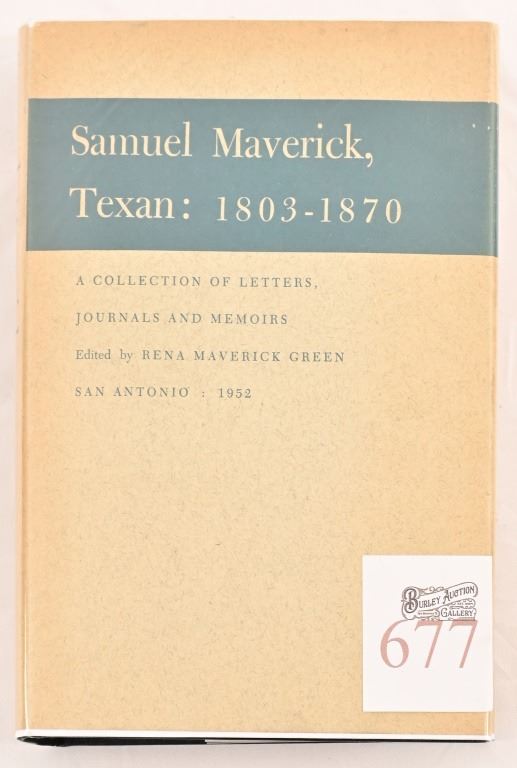 Samuel Maverick,
Texan: 1803-1870
A COLLECTION OF LETTERS,
JOURNALS AND MEMOIRS
Edited by RENA MAVERICK GREEN
SAN ANTONIO : 1952
BURLEY AUCTION
GALLERY
677